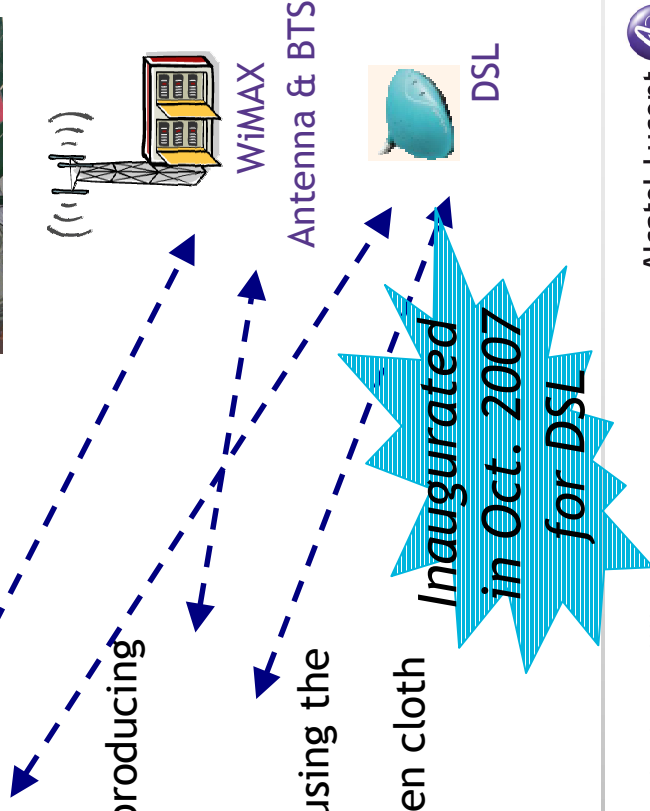 WiMAX
Antenna & BTS
DSL
producing
using the
en cloth
Inaugurated
in Oct. 2007
for DSL